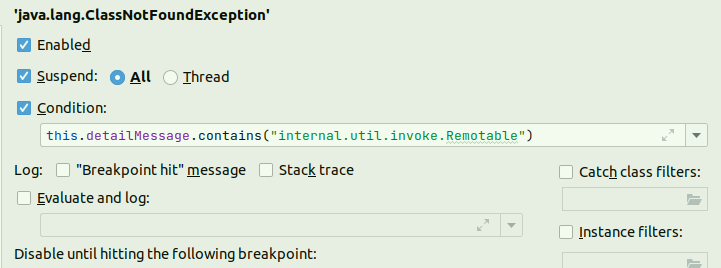 'java.lang.ClassNotFoundException'
Enabled
Suspend: All Thread
Condition:
this.detailMessage.contains("internal.util.invoke.Remotable")
Log: "Breakpoint hit" message Stack trace
Catch class filters:
Evaluate and log:
Instance filters:
Disable until hitting the following breakpoint: